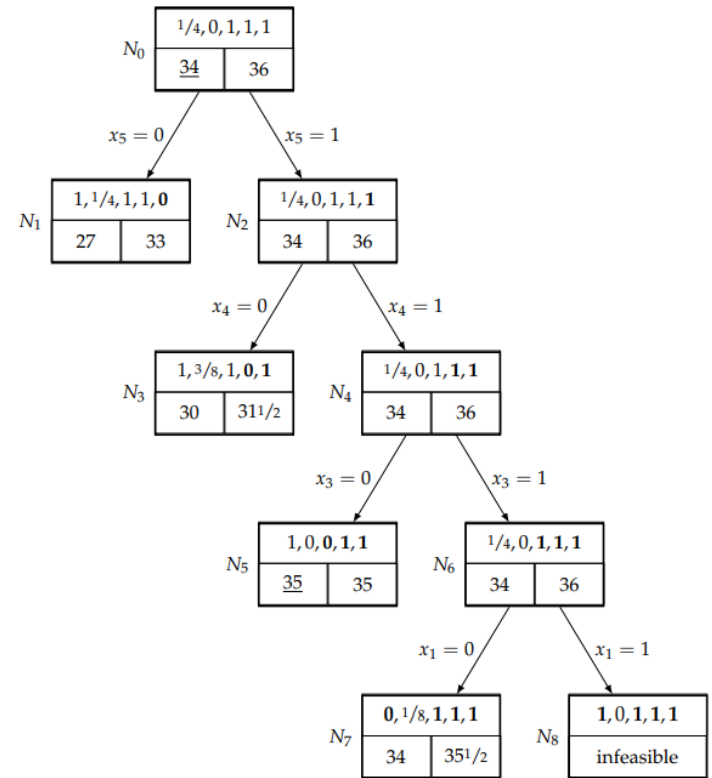 1/4, 0, 1, 1, 1
N0
34 36
x5 = 0 x5 = 1
1, 1/4, 1, 1, 0 1/4, 0, 1, 1, 1
N1 N2
27 33 34 36
x4 = 0 x4 = 1
1, 3/8, 1, 0, 1 1/4, 0, 1, 1, 1
N3 N4
30 311/2 34 36
x3 = 0 x3 = 1
1, 0, 0, 1, 1 1/4, 0, 1, 1, 1
N5 N6
35 35 34 36
x1 = 0 x1 = 1
0, 1/8, 1, 1, 1 1, 0, 1, 1, 1
N7 N8
34 351/2 infeasible